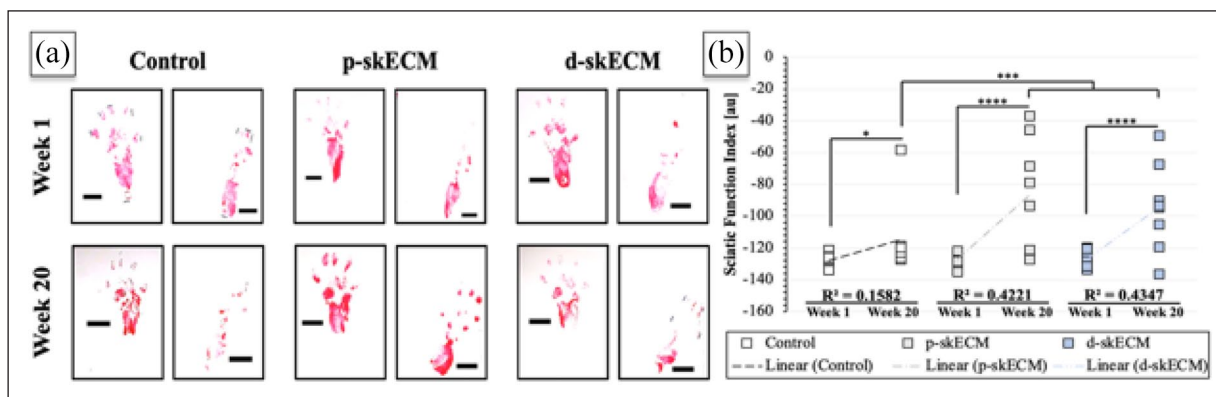 (a)
Control
p-skECM
d-skECM
Week 1
Week 20
(b)
Sciatic Function Index [au]
-0
-20
-40
-60
-80
-100
-120
-140
-160
*
****
***
****
R² = 0.1582
R² = 0.4221
R² = 0.4347
Week 1 Week 20 Week 1 Week 20 Week 1 Week 20
Control p-skECM d-skECM
Linear (Control) Linear (p-skECM) Linear (d-skECM)